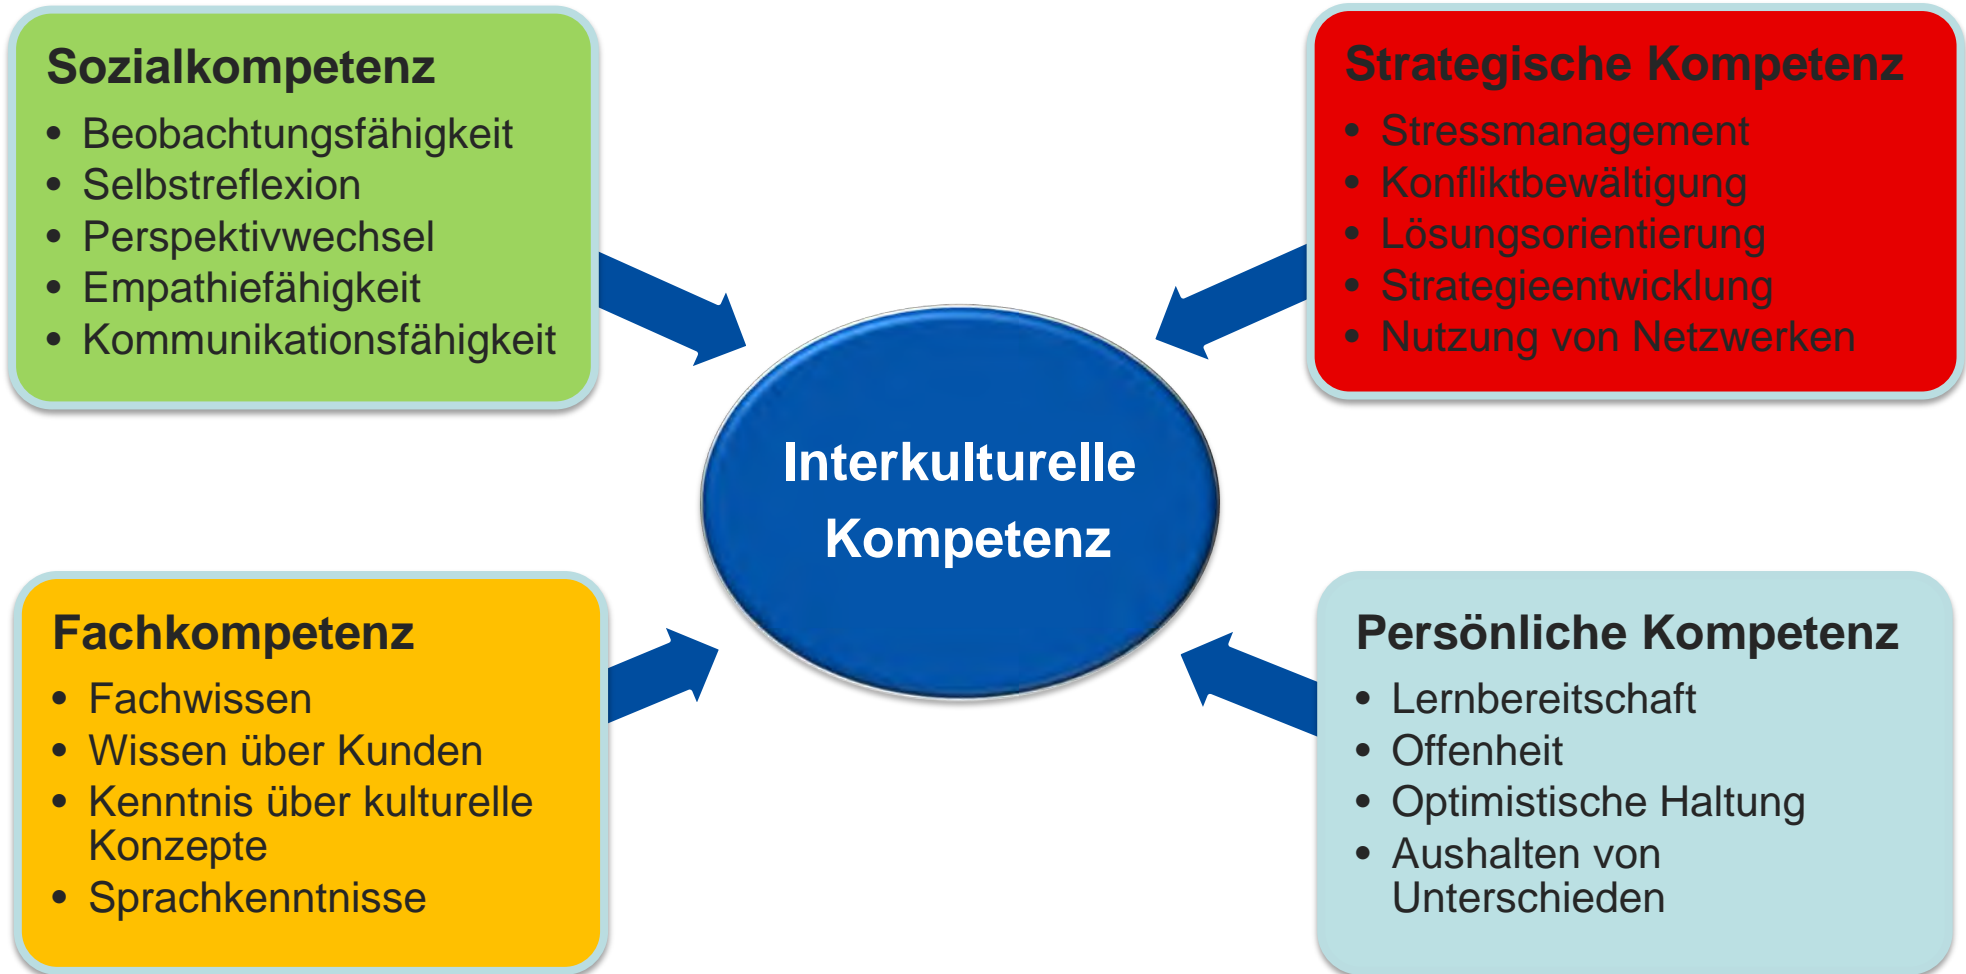 Sozialkompetenz
• Beobachtungsfähigkeit
• Selbstreflexion
• Perspektivwechsel
• Empathiefähigkeit
• Kommunikationsfähigkeit
Strategische Kompetenz
• Stressmanagement
• Konfliktbewältigung
• Lösungsorientierung
• Strategieentwicklung
• Nutzung von Netzwerken
Interkulturelle
Kompetenz
Fachkompetenz
• Fachwissen
• Wissen über Kunden
• Kenntnis über kulturelle
Konzepte
• Sprachkenntnisse
Persönliche Kompetenz
• Lernbereitschaft
• Offenheit
• Optimistische Haltung
• Aushalten von
Unterschieden